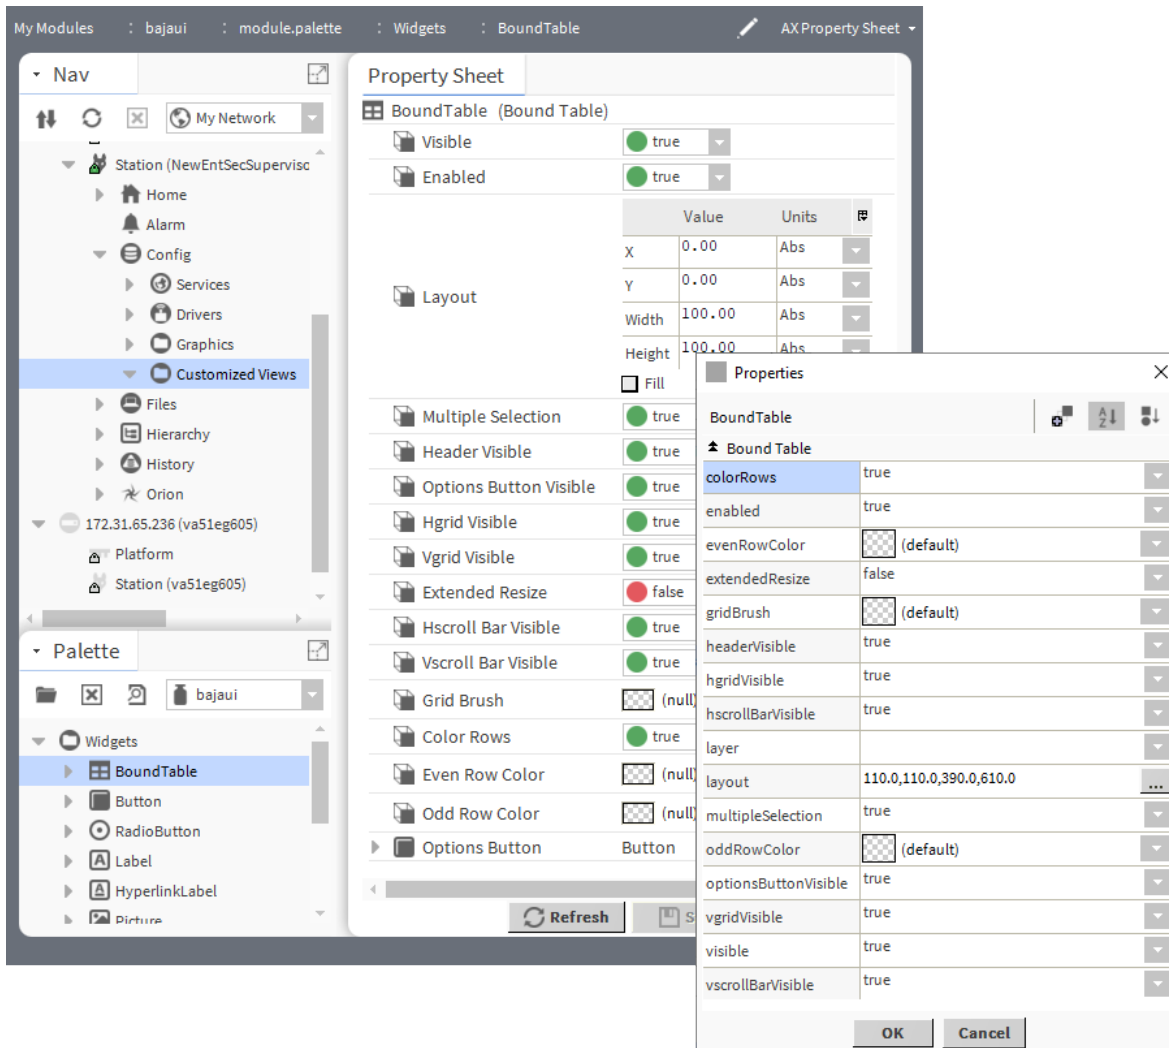 My Modules : bajaui : module.palette : Widgets : BoundTable AX Property Sheet
Nav
My Network
Station (NewEntSecSupervisc
Home
Alarm
Config
Services
Drivers
Graphics
Customized Views
Files
Hierarchy
History
Orion
172.31.65.236 (va51eg605)
Platform
Station (va51eg605)
Palette
bajaui
Widgets
BoundTable
Button
RadioButton
Label
HyperlinkLabel
Picture
Property Sheet
BoundTable (Bound Table)
Visible true
Enabled true
Layout
Value Units
X 0.00 Abs
Y 0.00 Abs
Width 100.00 Abs
Height 100.00 Abs
Fill
Multiple Selection true
Header Visible true
Options Button Visible true
Hgrid Visible true
Vgrid Visible true
Extended Resize false
Hscroll Bar Visible true
Vscroll Bar Visible true
Grid Brush (null)
Color Rows true
Even Row Color (null)
Odd Row Color (null)
Options Button Button
Refresh S
Properties
BoundTable
Bound Table
colorRows true
enabled true
evenRowColor (default)
extendedResize false
gridBrush (default)
headerVisible true
hgridVisible true
hscrollBarVisible true
layer
layout 110.0,110.0,390.0,610.0 ...
multipleSelection true
oddRowColor (default)
optionsButtonVisible true
vgridVisible true
visible true
vscrollBarVisible true
OK Cancel